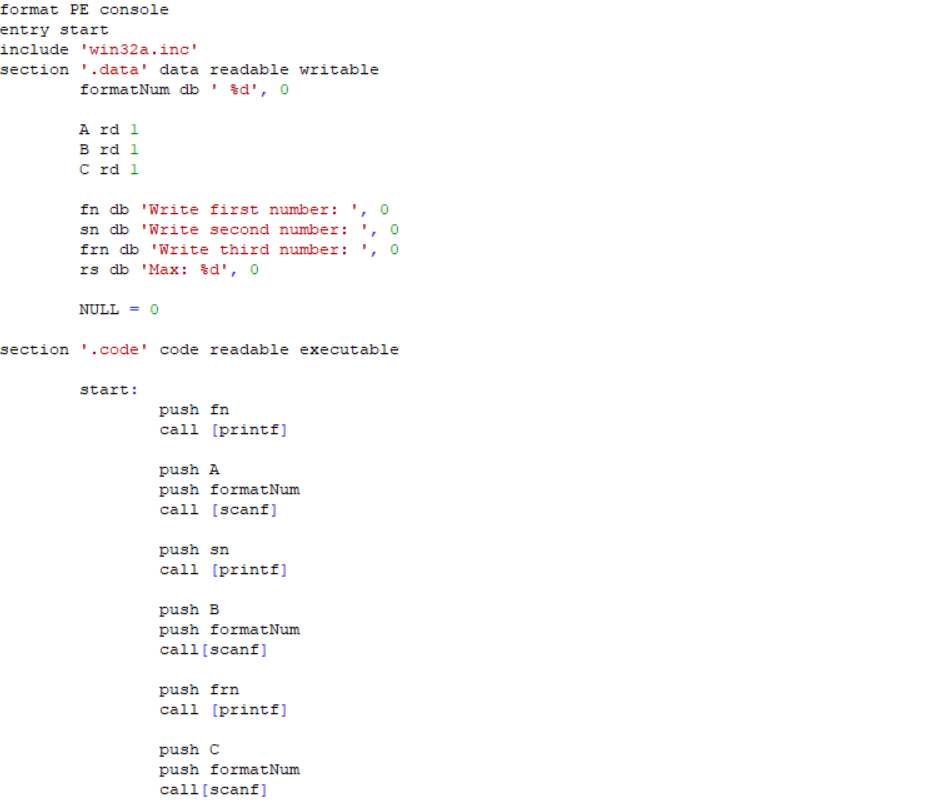 format PE console
entry start
include 'win32a.inc'
section '.data' data readable writable
formatNum db ' %d', 0
A rd 1
B rd 1
C rd 1
fn db 'Write first number: ', 0
sn db 'Write second number: ', 0
frn db 'Write third number: ', 0
rs db 'Max: %d', 0
NULL = 0
section '.code' code readable executable
start:
push fn
call [printf]
push A
push formatNum
call [scanf]
push sn
call [printf]
push B
push formatNum
call[scanf]
push frn
call [printf]
push C
push formatNum
call[scanf]